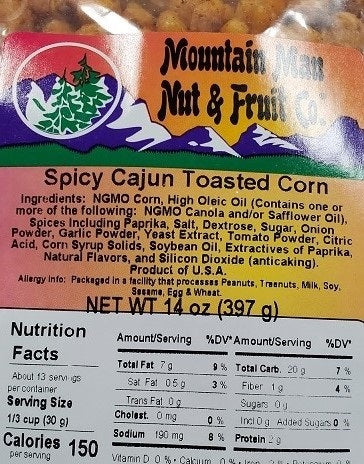 Mountain Man
Nut & Fruit Co.
Spicy Cajun Toasted Corn
Ingredients: NGMO Corn, High Oleic Oil (Contains one or
more of the following: NGMO Canola and/or Safflower Oil),
Spices Including Paprika, Salt, Dextrose, Sugar, Onion
Powder, Garlic Powder, Yeast Extract, Tomato Powder, Citric
Acid, Corn Syrup Solids, Soybean Oil, Extractives of Paprika,
Natural Flavors, and Silicon Dioxide (anticaking).
Product of U.S.A.
Allergy Info: Packaged in a facility that processes Peanuts, Treenuts, Milk, Soy,
Sesame, Egg & Wheat.
NET WT 14 oz (397 g)
Nutrition
Facts
About 13 servings
per container
Serving Size
1/3 cup (30 g)
Calories 150
per serving
Amount/Serving %DV*
Total Fat 7 g 9 %
Sat Fat 0.5 g 3 %
Trans Fat 0 g
Cholest. 0 mg 0 %
Sodium 190 mg 8 %
Amount/Serving %DV*
Total Carb. 20 g 7 %
Fiber 1 g 4 %
Sugars 0 g
Incl 0 g Added Sugars 0 %
Protein 2 g
Vitamin D 0% • Calcium 0% • Iron